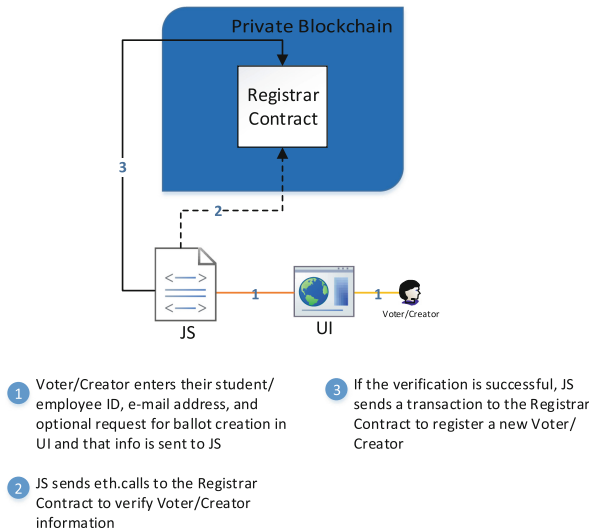 Private Blockchain
Registrar
Contract
3
2
<—>
<—>
1
1
JS
UI
Voter/Creator
1
Voter/Creator enters their student/
employee ID, e-mail address, and
optional request for ballot creation in
UI and that info is sent to JS
2
JS sends eth.calls to the Registrar
Contract to verify Voter/Creator
information
3
If the verification is successful, JS
sends a transaction to the Registrar
Contract to register a new Voter/
Creator